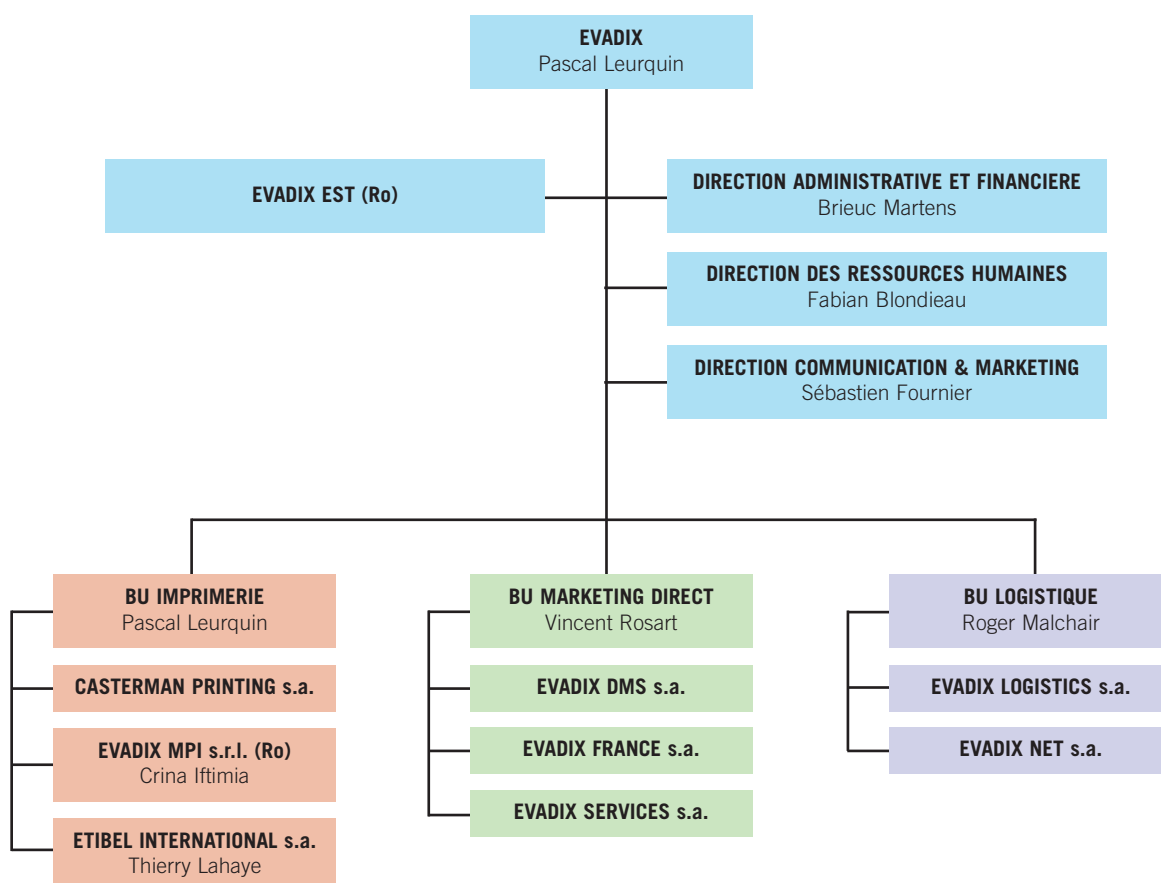 EVADIX
Pascal Leurquin
EVADIX EST (Ro)
DIRECTION ADMINISTRATIVE ET FINANCIERE
Brieuc Martens
DIRECTION DES RESSOURCES HUMAINES
Fabian Blondieau
DIRECTION COMMUNICATION & MARKETING
Sébastien Fournier
BU IMPRIMERIE
Pascal Leurquin
CASTERMAN PRINTING s.a.
EVADIX MPI s.r.l. (Ro)
Crina Iftimia
ETIBEL INTERNATIONAL s.a.
Thierry Lahaye
BU MARKETING DIRECT
Vincent Rosart
EVADIX DMS s.a.
EVADIX FRANCE s.a.
EVADIX SERVICES s.a.
BU LOGISTIQUE
Roger Malchair
EVADIX LOGISTICS s.a.
EVADIX NET s.a.